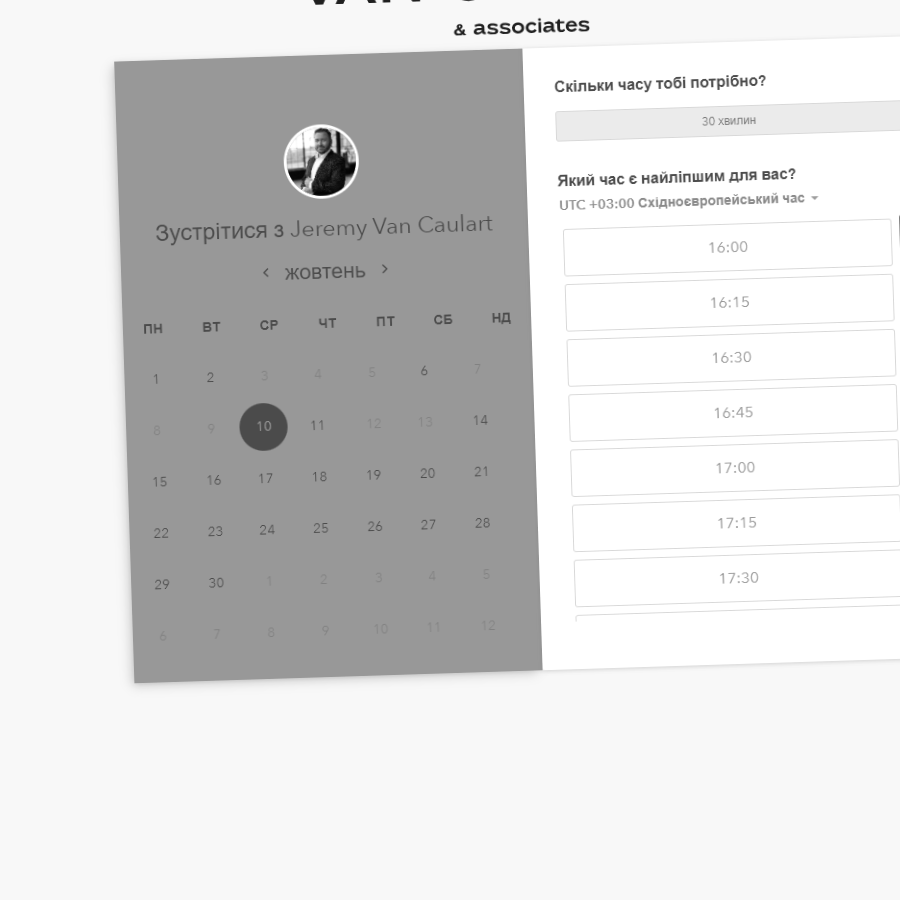 & associates
Зустрітися з Jeremy Van Caulart
жовтень
ПН ВТ СР ЧТ ПТ СБ НД
1 2 3 4 5 6 7
8 9 10 11 12 13 14
15 16 17 18 19 20 21
22 23 24 25 26 27 28
29 30 1 2 3 4 5
6 7 8 9 10 11 12
Скільки часу тобі потрібно?
30 хвилин
Який час є найліпшим для вас?
UTC +03:00 Східноєвропейський час
16:00
16:15
16:30
16:45
17:00
17:15
17:30